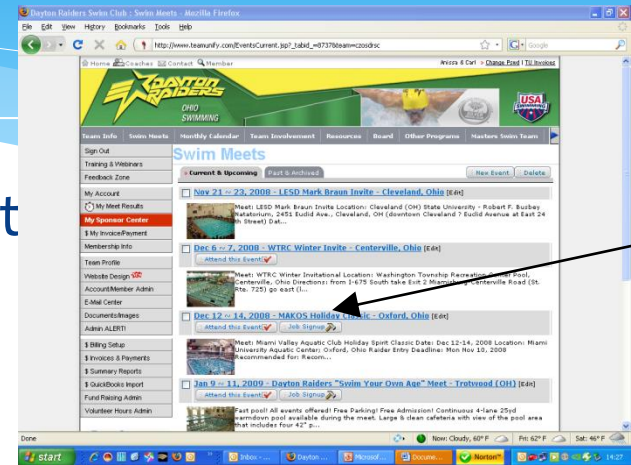 Dayton Raiders Swim Club : Swim Meets - Mozilla Firefox
File Edit View History Bookmarks Tools Help
http://www.teamunify.com/EventsCurrent.jsp?_tabid_=8737&team=czosdrsc
Google
Home Coaches Contact Member
Anissa & Carl > Change Pswd | TU Invoices
DAYTON RAIDERS
OHIO SWIMMING
USA
Team Info Swim Meets Monthly Calendar Team Involvement Resources Board Other Programs Masters Swim Team
Sign Out
Training & Webinars
Feedback Zone
My Account
My Meet Results
My Sponsor Center
$ My Invoice/Payment
Membership Info
Team Profile
Website Design
Account/Member Admin
E-Mail Center
Documents/Images
Admin ALERT!
$ Billing Setup
$ Invoices & Payments
$ Summary Reports
$ QuickBooks Import
Fund Raising Admin
Volunteer Hours Admin
Swim Meets
> Current & Upcoming Past & Archived New Event Delete
Nov 21 ~ 23, 2008 - LESD Mark Braun Invite - Cleveland, Ohio [Edit]
Meet: LESD Mark Braun Invite Location: Cleveland (OH) State University - Robert F. Busbey
Natatorium, 2451 Euclid Ave., Cleveland, OH (downtown Cleveland ? Euclid Avenue at East 24
th Street) Dat...
Dec 6 ~ 7, 2008 - WTRC Winter Invite - Centerville, Ohio [Edit]
Attend this Event
Meet: WTRC Winter Invitational Location: Washington Township Recreation Center Pool,
Centerville, Ohio Directions: from I-675 South take Exit 2 Miamisburg Centerville Road (St.
Rte. 725) go east (l...
Dec 12 ~ 14, 2008 - MAKOS Holiday Classic - Oxford, Ohio [Edit]
Attend this Event Job Signup
Meet: Miami Valley Aquatic Club Holiday Spirit Classic Date: Dec 12-14, 2008 Location: Miami
University Aquatic Center; Oxford, Ohio Raider Entry Deadline: Mon Nov 10, 2008
Recommended for: Recom...
Jan 9 ~ 11, 2009 - Dayton Raiders "Swim Your Own Age" Meet - Trotwood (OH) [Edit]
Attend this Event Job Signup
Fast pool! All events offered! Free Parking! Free Admission! Continuous 4-lane 25yd
warmdown pool available during the meet. Large & clean cafeteria with view of the pool area
that includes four 42" p...
Done
Now: Cloudy, 60° F Fri: 62° F Sat: 46° F
start Inbox - ... Dayton ... Microsof... Docume... Norton 14:27
t